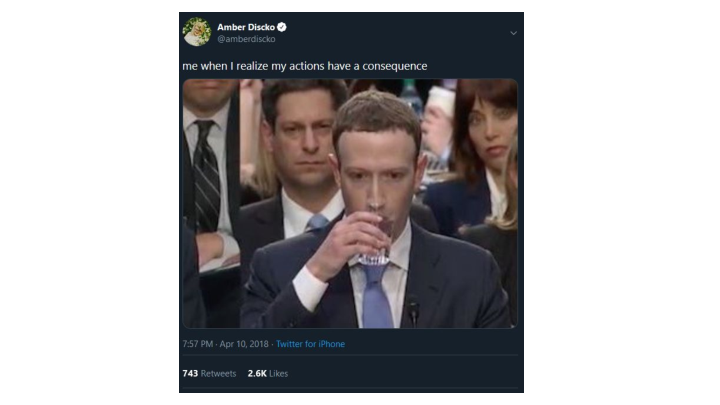 Amber Discko
@amberdiscko
me when I realize my actions have a consequence
7:57 PM · Apr 10, 2018 · Twitter for iPhone
743 Retweets 2.6K Likes